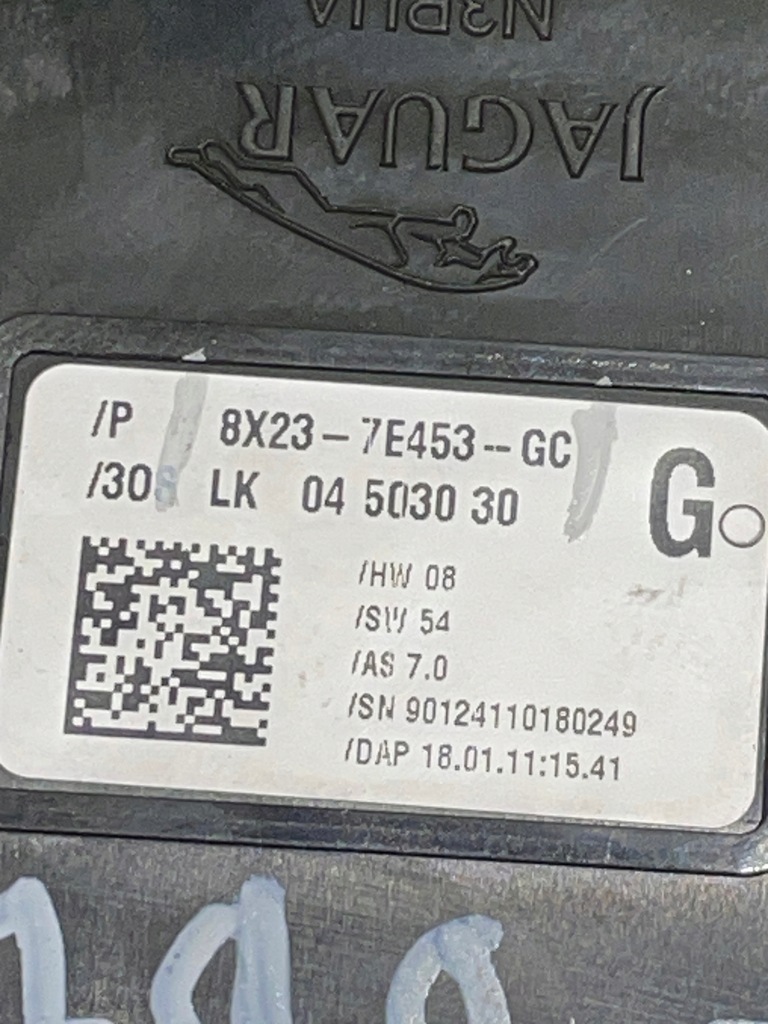 JAGUAR
/P 8X23-7E453--GC
/308 LK 04 5030 30
G
/HW 08
/SW 54
/AS 7.0
/SN 90124110180249
/DAP 18.01.11:15.41